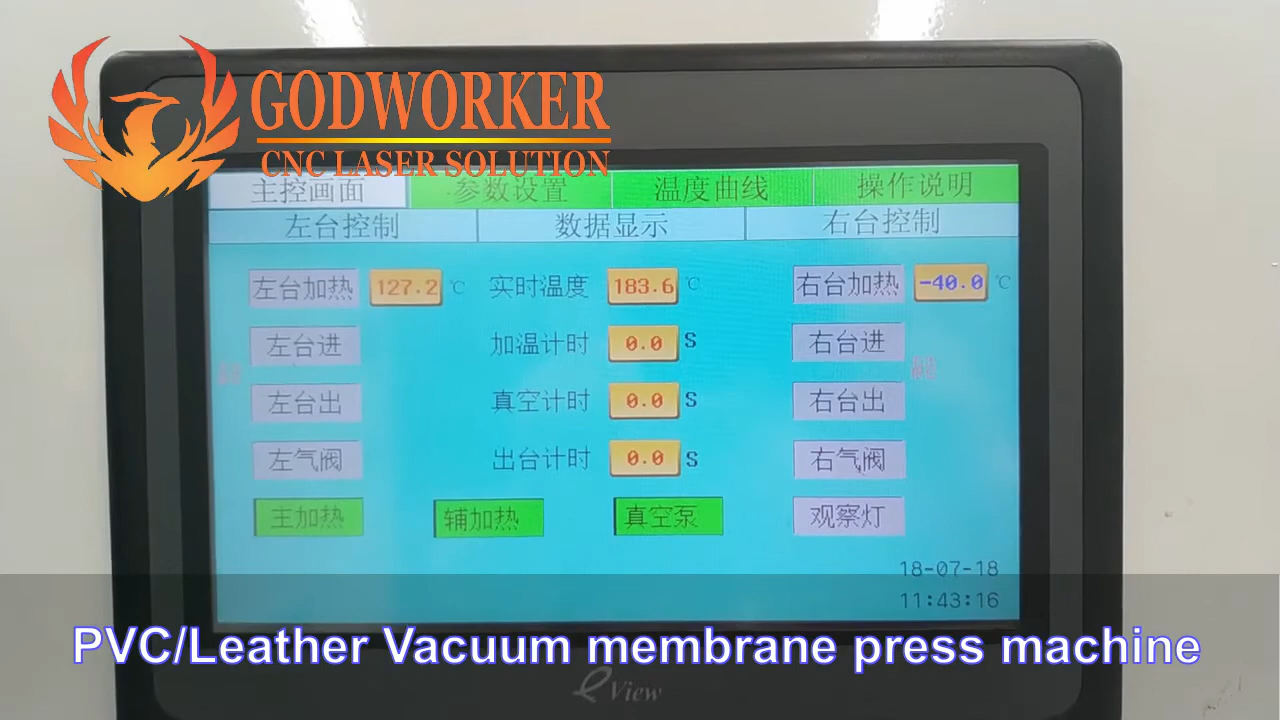 GODWORKER
CNC LASER SOLUTION
主控画面 参数设置 温度曲线 操作说明
左台控制 数据显示 右台控制
左台加热 127.2 ℃ 实时温度 183.6 ℃ 右台加热 -40.0 ℃
左台进 加温计时 0.0 S 右台进
左台出 真空计时 0.0 S 右台出
左气阀 出台计时 0.0 S 右气阀
主加热 辅加热 真空泵 观察灯
18-07-18
11:43:16
PVC/Leather Vacuum membrane press machine
eView